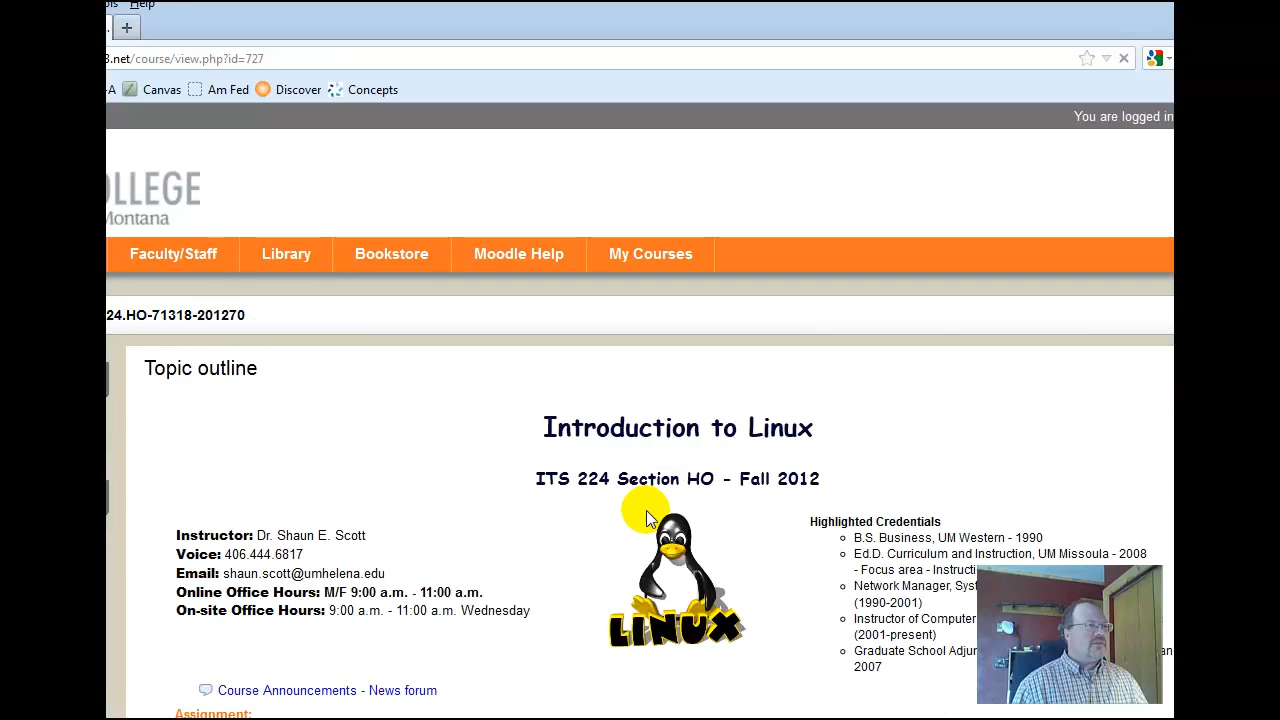 Help
+
.net/course/view.php?id=727
-A Canvas Am Fed Discover Concepts
You are logged in
OLLEGE
Montana
Faculty/Staff Library Bookstore Moodle Help My Courses
24.HO-71318-201270
Topic outline
Introduction to Linux
ITS 224 Section HO - Fall 2012
Instructor: Dr. Shaun E. Scott
Voice: 406.444.6817
Email: shaun.scott@umhelena.edu
Online Office Hours: M/F 9:00 a.m. - 11:00 a.m.
On-site Office Hours: 9:00 a.m. - 11:00 a.m. Wednesday
LINUX
Highlighted Credentials
B.S. Business, UM Western - 1990
Ed.D. Curriculum and Instruction, UM Missoula - 2008
- Focus area - Instructi
Network Manager, Sys
(1990-2001)
Instructor of Computer
(2001-present)
Graduate School Adju
2007
Course Announcements - News forum
Assignment: